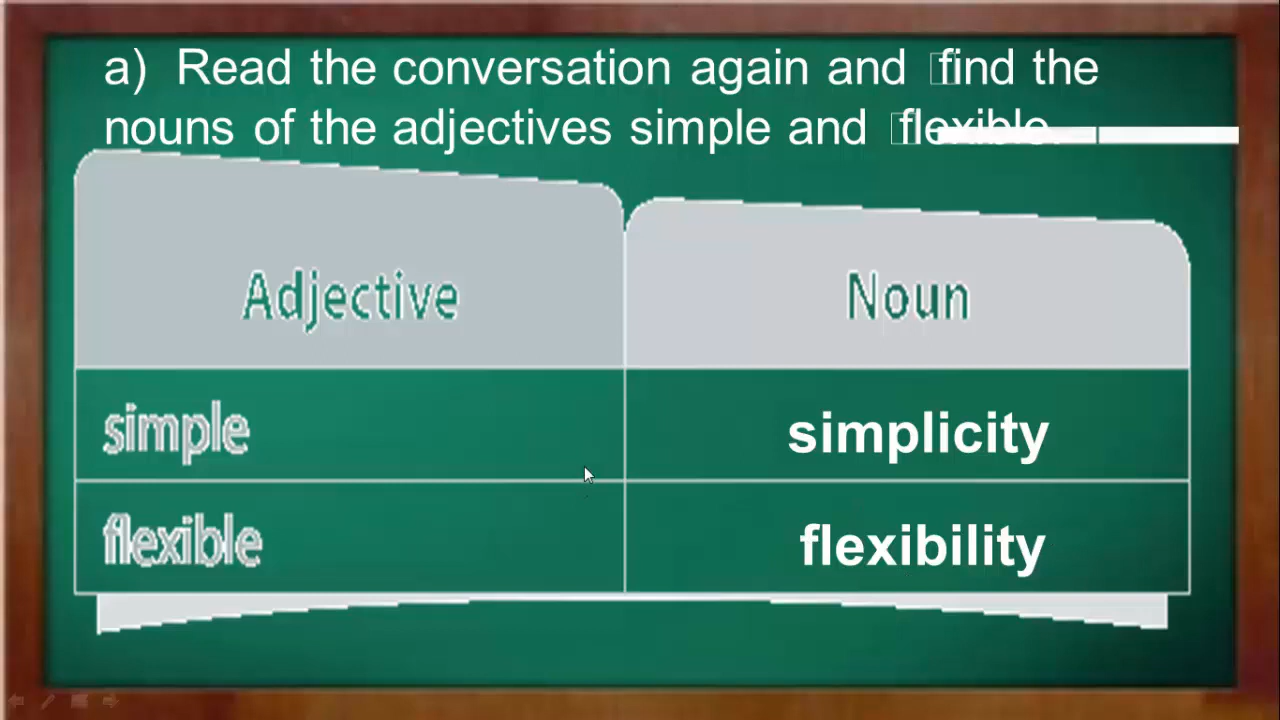 a) Read the conversation again and find the
nouns of the adjectives simple and flexible.
Adjective Noun
simple simplicity
flexible flexibility